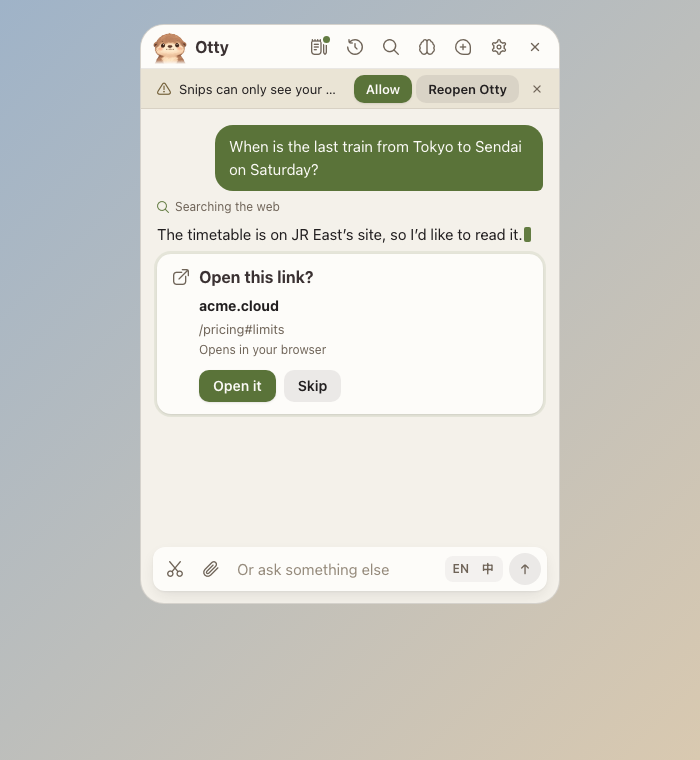 Otty
Snips can only see your ...
Allow
Reopen Otty
When is the last train from Tokyo to Sendai
on Saturday?
Searching the web
The timetable is on JR East’s site, so I’d like to read it.
Open this link?
acme.cloud
/pricing#limits
Opens in your browser
Open it
Skip
Or ask something else
EN 中